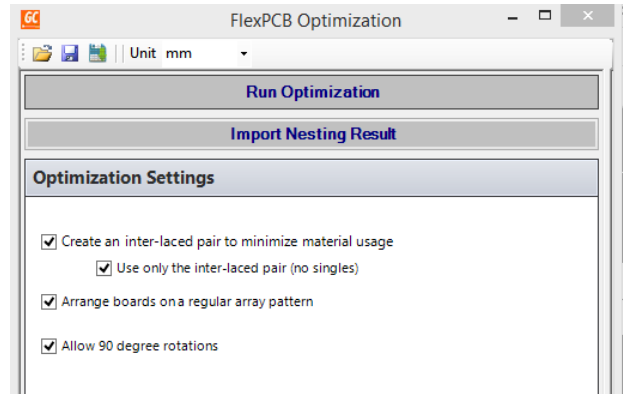 GC FlexPCB Optimization
Unit mm
Run Optimization
Import Nesting Result
Optimization Settings
Create an inter-laced pair to minimize material usage
Use only the inter-laced pair (no singles)
Arrange boards on a regular array pattern
Allow 90 degree rotations